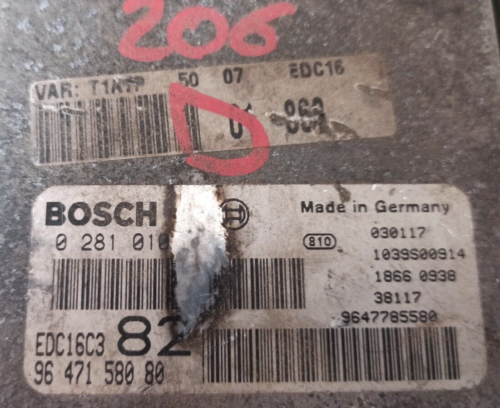 206
VAR: T1A1P 50 07 EDC16
D
BOSCH
Made in Germany
0 281 010
810
030117
1039S00914
1866 0938
38117
9647785580
EDC16C3 82
96 471 580 80